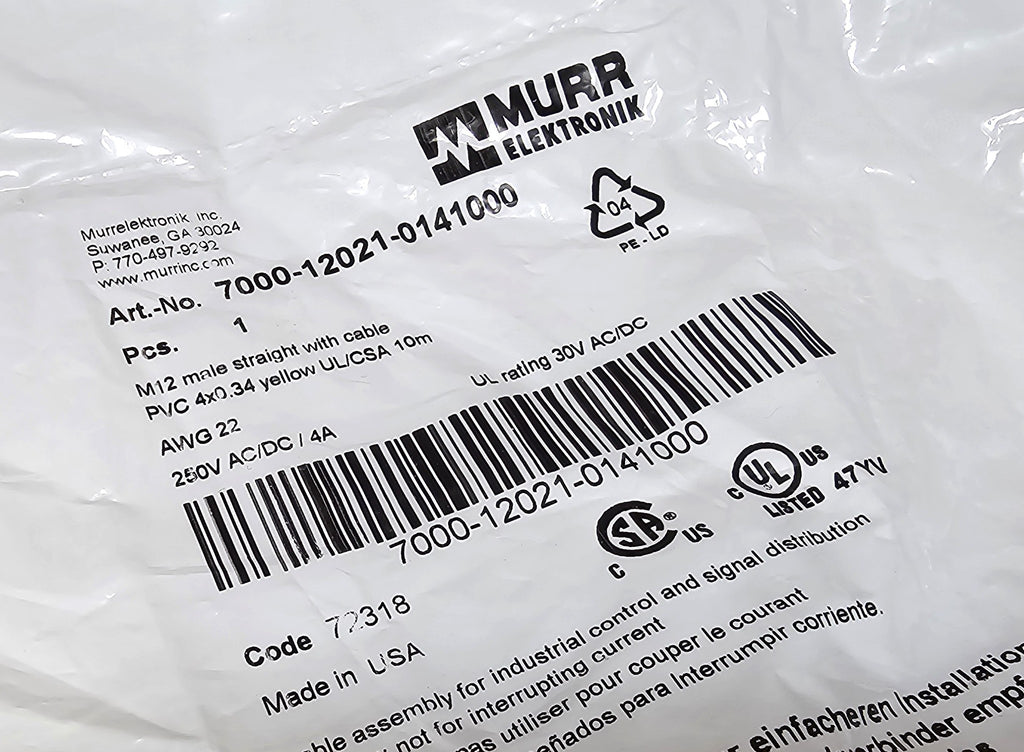 MURR
ELEKTRONIK
04
PE-LD
Murrelektronik Inc.
Suwanee, GA 30024
P: 770-497-9292
www.murrinc.com
Art.-No. 7000-12021-0141000
Pcs. 1
M12 male straight with cable
PVC 4x0.34 yellow UL/CSA 10m
AWG 22
250V AC/DC / 4A
UL rating 30V AC/DC
7000-12021-0141000
C UL US
LISTED 47YV
C SA® US
Code 72318
Made in USA
assembly for industrial control and signal distribution
not for interrupting current
pas utiliser pour couper le courant
para Interrumpir corriente.
einfacheren Installation